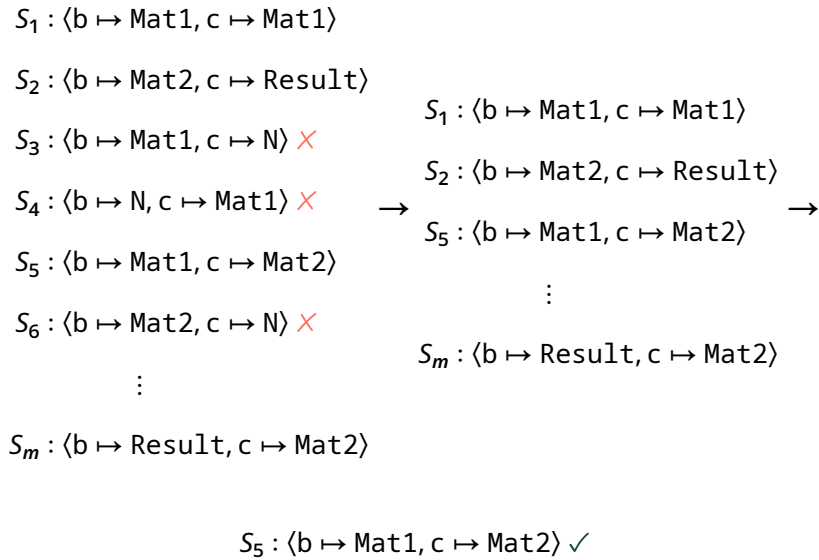 S₁ : ⟨b ↦ Mat1, c ↦ Mat1⟩
S₂ : ⟨b ↦ Mat2, c ↦ Result⟩
S₃ : ⟨b ↦ Mat1, c ↦ N⟩ ✗
S₄ : ⟨b ↦ N, c ↦ Mat1⟩ ✗
S₅ : ⟨b ↦ Mat1, c ↦ Mat2⟩
S₆ : ⟨b ↦ Mat2, c ↦ N⟩ ✗
⋮
Sₘ : ⟨b ↦ Result, c ↦ Mat2⟩
→
S₁ : ⟨b ↦ Mat1, c ↦ Mat1⟩
S₂ : ⟨b ↦ Mat2, c ↦ Result⟩
S₅ : ⟨b ↦ Mat1, c ↦ Mat2⟩
⋮
Sₘ : ⟨b ↦ Result, c ↦ Mat2⟩
→
S₅ : ⟨b ↦ Mat1, c ↦ Mat2⟩ ✓